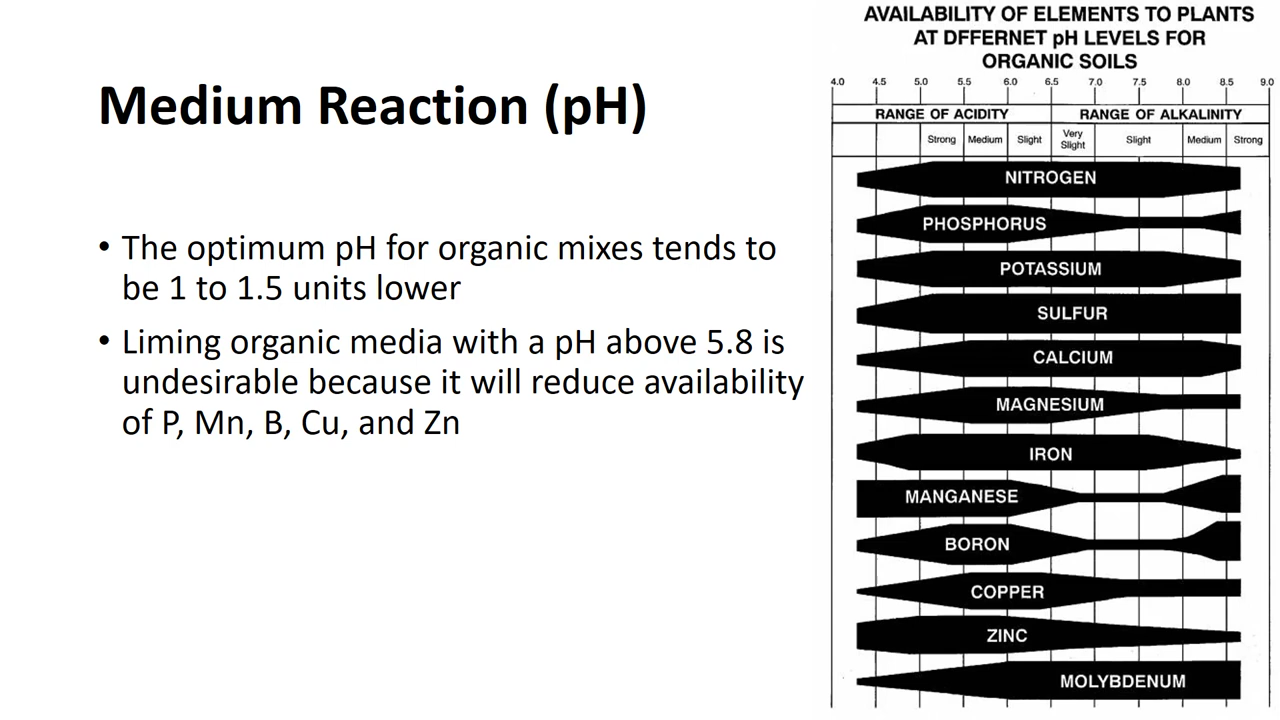 Medium Reaction (pH)
• The optimum pH for organic mixes tends to
be 1 to 1.5 units lower
• Liming organic media with a pH above 5.8 is
undesirable because it will reduce availability
of P, Mn, B, Cu, and Zn
AVAILABILITY OF ELEMENTS TO PLANTS
AT DFFERNET pH LEVELS FOR
ORGANIC SOILS
4.0 4.5 5.0 5.5 6.0 6.5 7.0 7.5 8.0 8.5 9.0
RANGE OF ACIDITY RANGE OF ALKALINITY
Strong Medium Slight Very Slight Slight Medium Strong
NITROGEN
PHOSPHORUS
POTASSIUM
SULFUR
CALCIUM
MAGNESIUM
IRON
MANGANESE
BORON
COPPER
ZINC
MOLYBDENUM